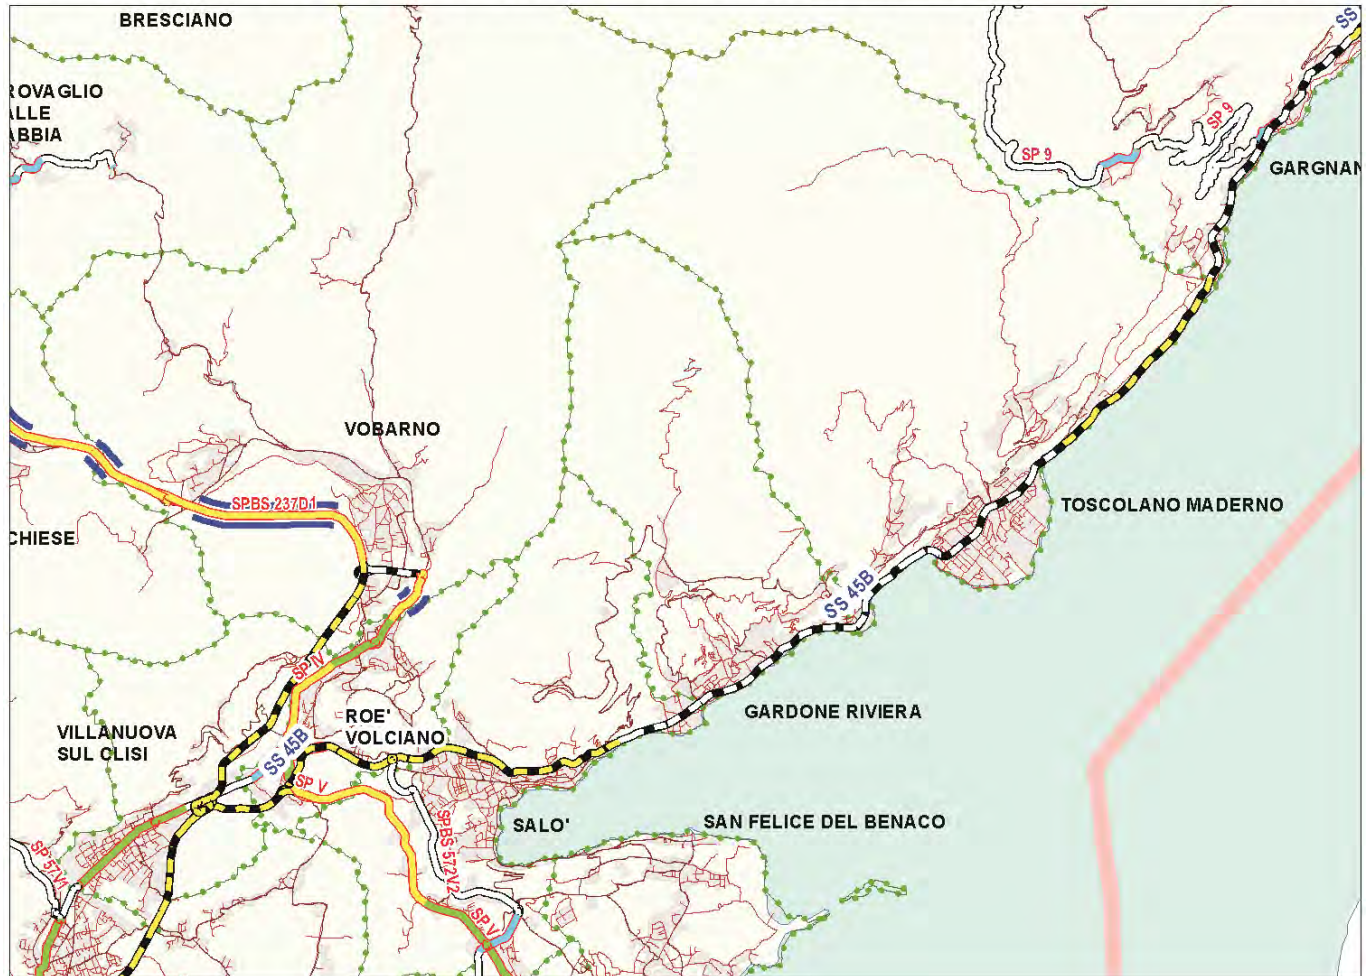 BRESCIANO
SS
ROVAGLIO
ALLE
ABBIA
SP 9
SP 9
GARGNAN
VOBARNO
SPBS 237D1
TOSCOLANO MADERNO
CHIESE
SS 45B
SP IV
ROE'
VOLCIANO
GARDONE RIVIERA
VILLANUOVA
SUL CLISI
SS 45B
SP V
SALO'
SAN FELICE DEL BENACO
SPBS 572V2
SP 57V1
SP V